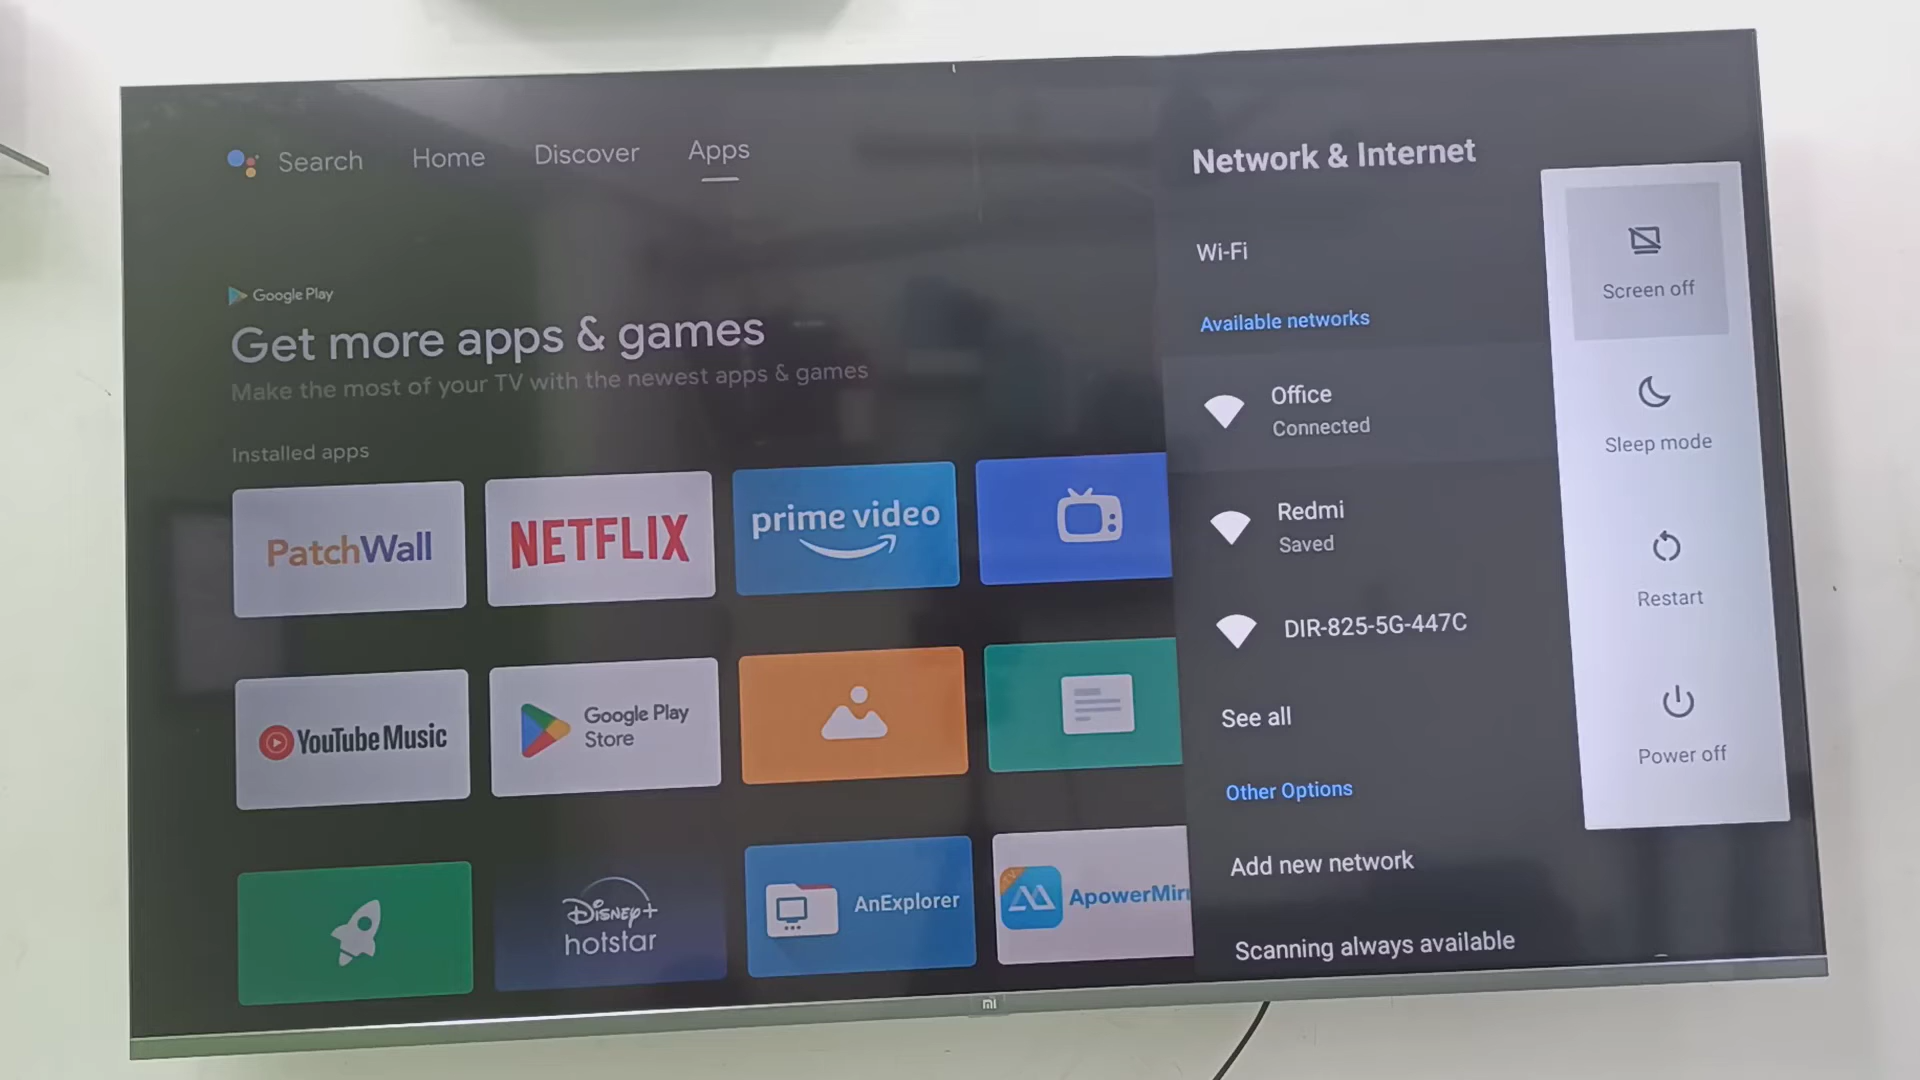 Search
Home
Discover
Apps
Google Play
Get more apps & games
Make the most of your TV with the newest apps & games
Installed apps
PatchWall
NETFLIX
prime video
YouTube Music
Google Play
Store
Disney+
hotstar
AnExplorer
TV
ApowerMirr
mi
Network & Internet
Wi-Fi
Available networks
Office
Connected
Redmi
Saved
DIR-825-5G-447C
See all
Other Options
Add new network
Scanning always available
Screen off
Sleep mode
Restart
Power off